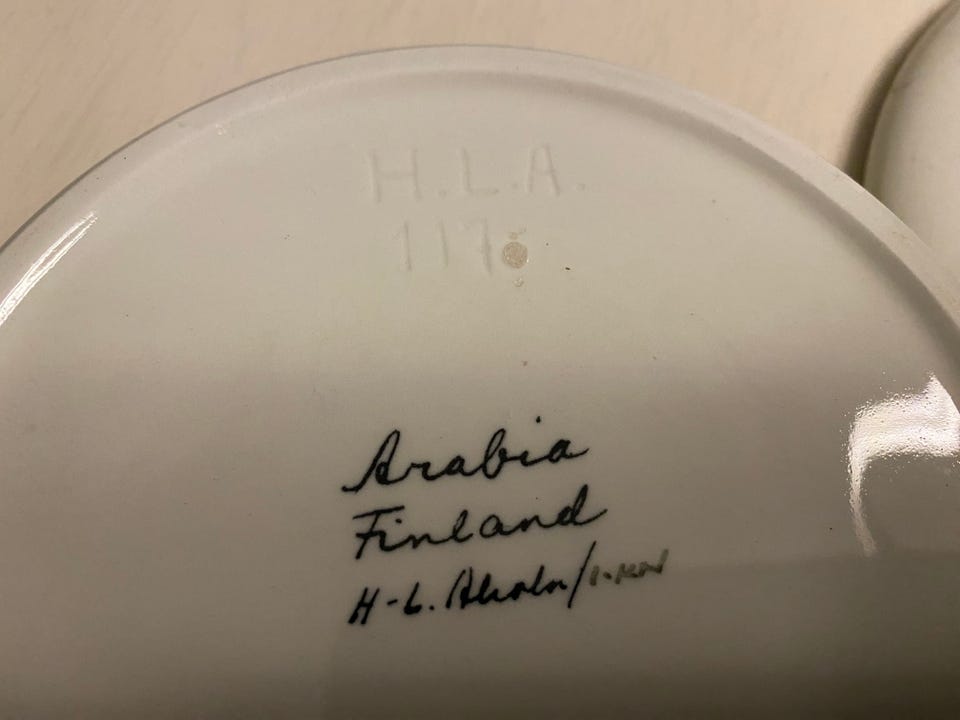 H.L.A.
117
Arabia
Finland
H-L. Ahola/